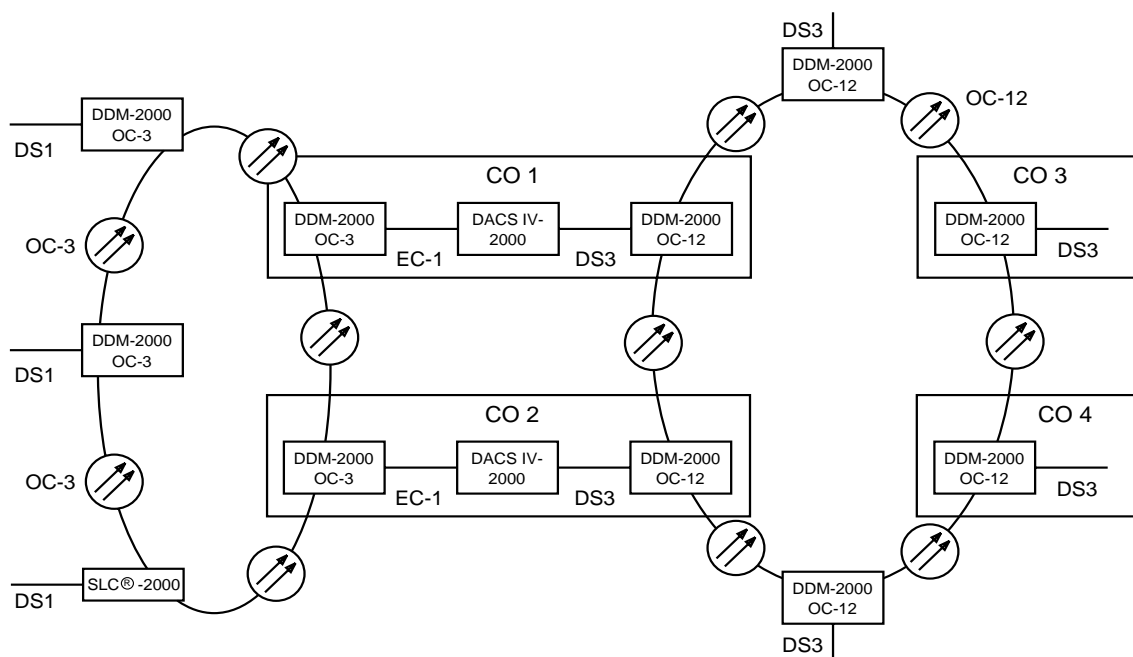 DS3
DDM-2000
OC-12
OC-12
DDM-2000
OC-3
DS1
CO 1
CO 3
DDM-2000
OC-3
DACS IV-
2000
DDM-2000
OC-12
DDM-2000
OC-12
OC-3
EC-1
DS3
DS3
DDM-2000
OC-3
DS1
CO 2
CO 4
DDM-2000
OC-3
DACS IV-
2000
DDM-2000
OC-12
DDM-2000
OC-12
OC-3
EC-1
DS3
DS3
SLC®-2000
DS1
DDM-2000
OC-12
DS3